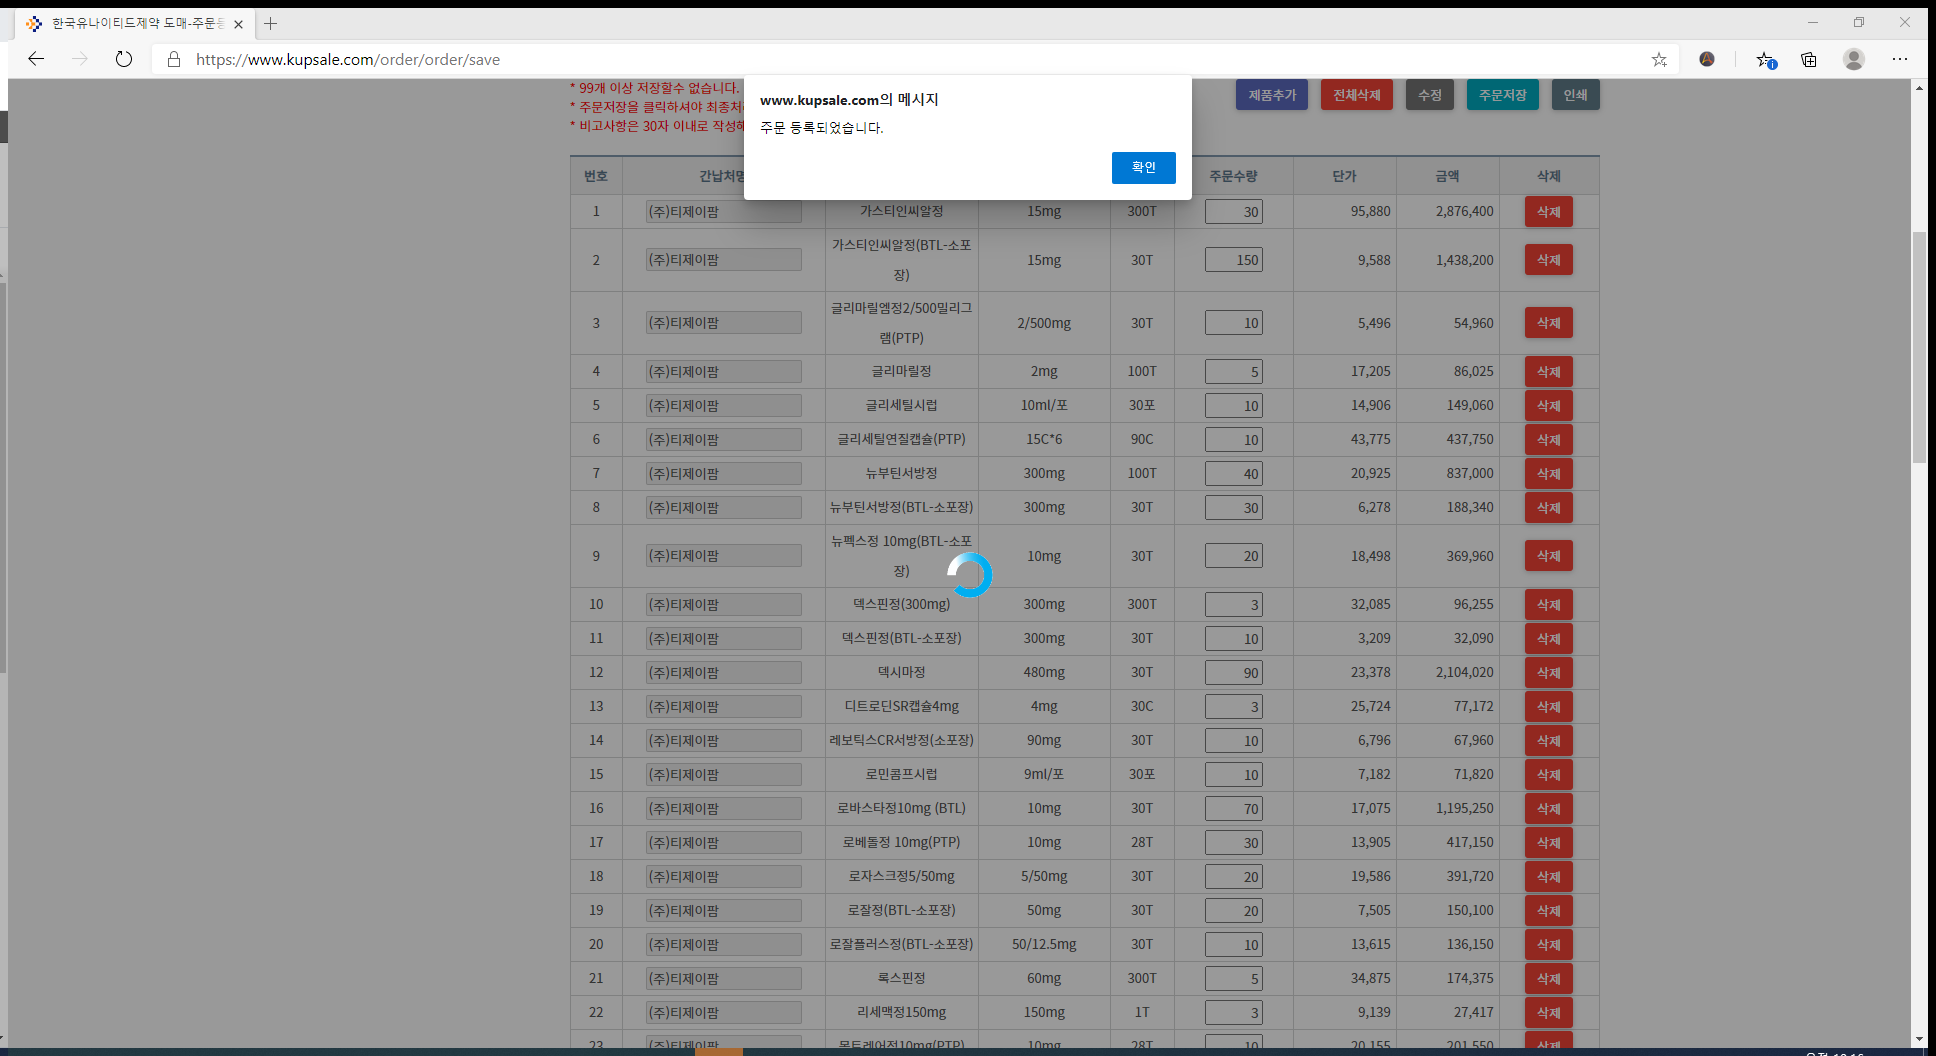 한국유나이티드제약 도매-주문등
https://www.kupsale.com/order/order/save
* 99개 이상 저장할수 없습니다.
* 주문저장을 클릭하셔야 최종처
* 비고사항은 30자 이내로 작성해
제품추가 전체삭제 수정 주문저장 인쇄
www.kupsale.com의 메시지
주문 등록되었습니다.
확인
번호 간납처명 주문수량 단가 금액 삭제
1 (주)티제이팜 가스티인씨알정 15mg 300T 30 95,880 2,876,400 삭제
2 (주)티제이팜 가스티인씨알정(BTL-소포장) 15mg 30T 150 9,588 1,438,200 삭제
3 (주)티제이팜 글리마릴엠정2/500밀리그램(PTP) 2/500mg 30T 10 5,496 54,960 삭제
4 (주)티제이팜 글리마릴정 2mg 100T 5 17,205 86,025 삭제
5 (주)티제이팜 글리세틸시럽 10ml/포 30포 10 14,906 149,060 삭제
6 (주)티제이팜 글리세틸연질캡슐(PTP) 15C*6 90C 10 43,775 437,750 삭제
7 (주)티제이팜 뉴부틴서방정 300mg 100T 40 20,925 837,000 삭제
8 (주)티제이팜 뉴부틴서방정(BTL-소포장) 300mg 30T 30 6,278 188,340 삭제
9 (주)티제이팜 뉴펙스정 10mg(BTL-소포장) 10mg 30T 20 18,498 369,960 삭제
10 (주)티제이팜 덱스핀정(300mg) 300mg 300T 3 32,085 96,255 삭제
11 (주)티제이팜 덱스핀정(BTL-소포장) 300mg 30T 10 3,209 32,090 삭제
12 (주)티제이팜 덱시마정 480mg 30T 90 23,378 2,104,020 삭제
13 (주)티제이팜 디트로딘SR캡슐4mg 4mg 30C 3 25,724 77,172 삭제
14 (주)티제이팜 레보틱스CR서방정(소포장) 90mg 30T 10 6,796 67,960 삭제
15 (주)티제이팜 로민콤프시럽 9ml/포 30포 10 7,182 71,820 삭제
16 (주)티제이팜 로바스타정10mg (BTL) 10mg 30T 70 17,075 1,195,250 삭제
17 (주)티제이팜 로베돌정 10mg(PTP) 10mg 28T 30 13,905 417,150 삭제
18 (주)티제이팜 로자스크정5/50mg 5/50mg 30T 20 19,586 391,720 삭제
19 (주)티제이팜 로잘정(BTL-소포장) 50mg 30T 20 7,505 150,100 삭제
20 (주)티제이팜 로잘플러스정(BTL-소포장) 50/12.5mg 30T 10 13,615 136,150 삭제
21 (주)티제이팜 록스핀정 60mg 300T 5 34,875 174,375 삭제
22 (주)티제이팜 리세맥정150mg 150mg 1T 3 9,139 27,417 삭제
23 (주)티제이팜 몬트레어정10mg(PTP) 10mg 28T 10 20,155 201,550 삭제